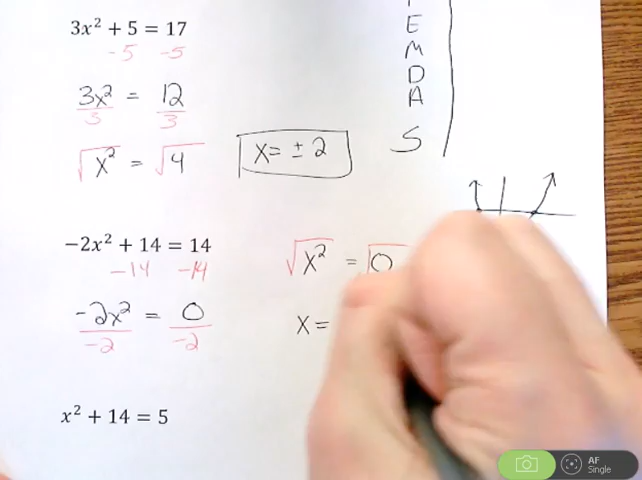 3x² + 5 = 17
-5 -5
3x² = 12
3 3
√x² = √4
x = ± 2
E
M
D
A
S
-2x² + 14 = 14
-14 -14
-2x² = 0
-2 -2
√x² = √0
x =
x² + 14 = 5
AF
Single